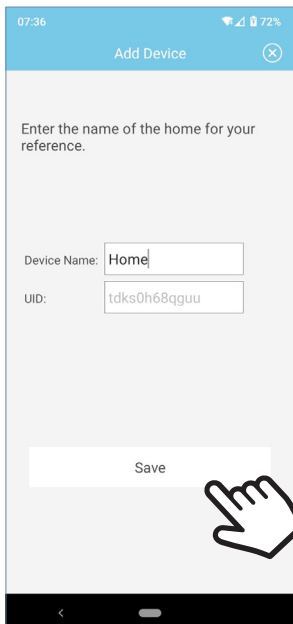 07:36 72%
Add Device
Enter the name of the home for your
reference.
Device Name: Home
UID: tdks0h68qguu
Save